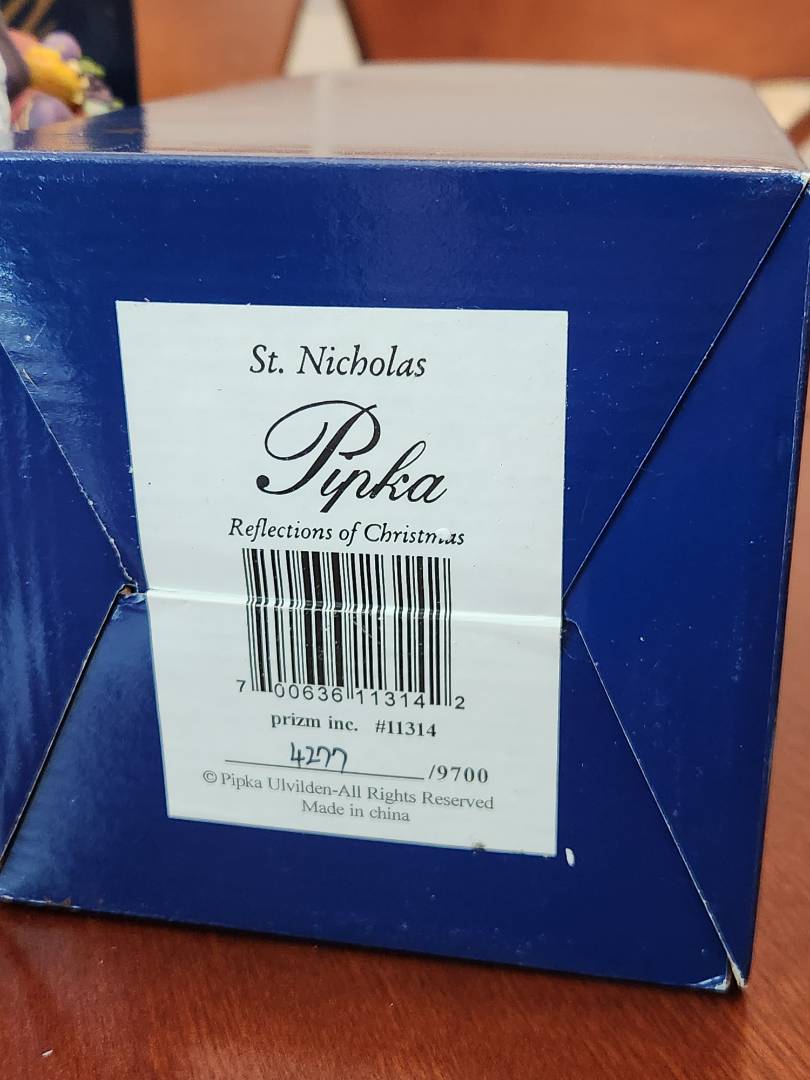 St. Nicholas
Pipka
Reflections of Christmas
7 00636 11314 2
prizm inc. #11314
4277 /9700
© Pipka Ulvilden-All Rights Reserved
Made in china